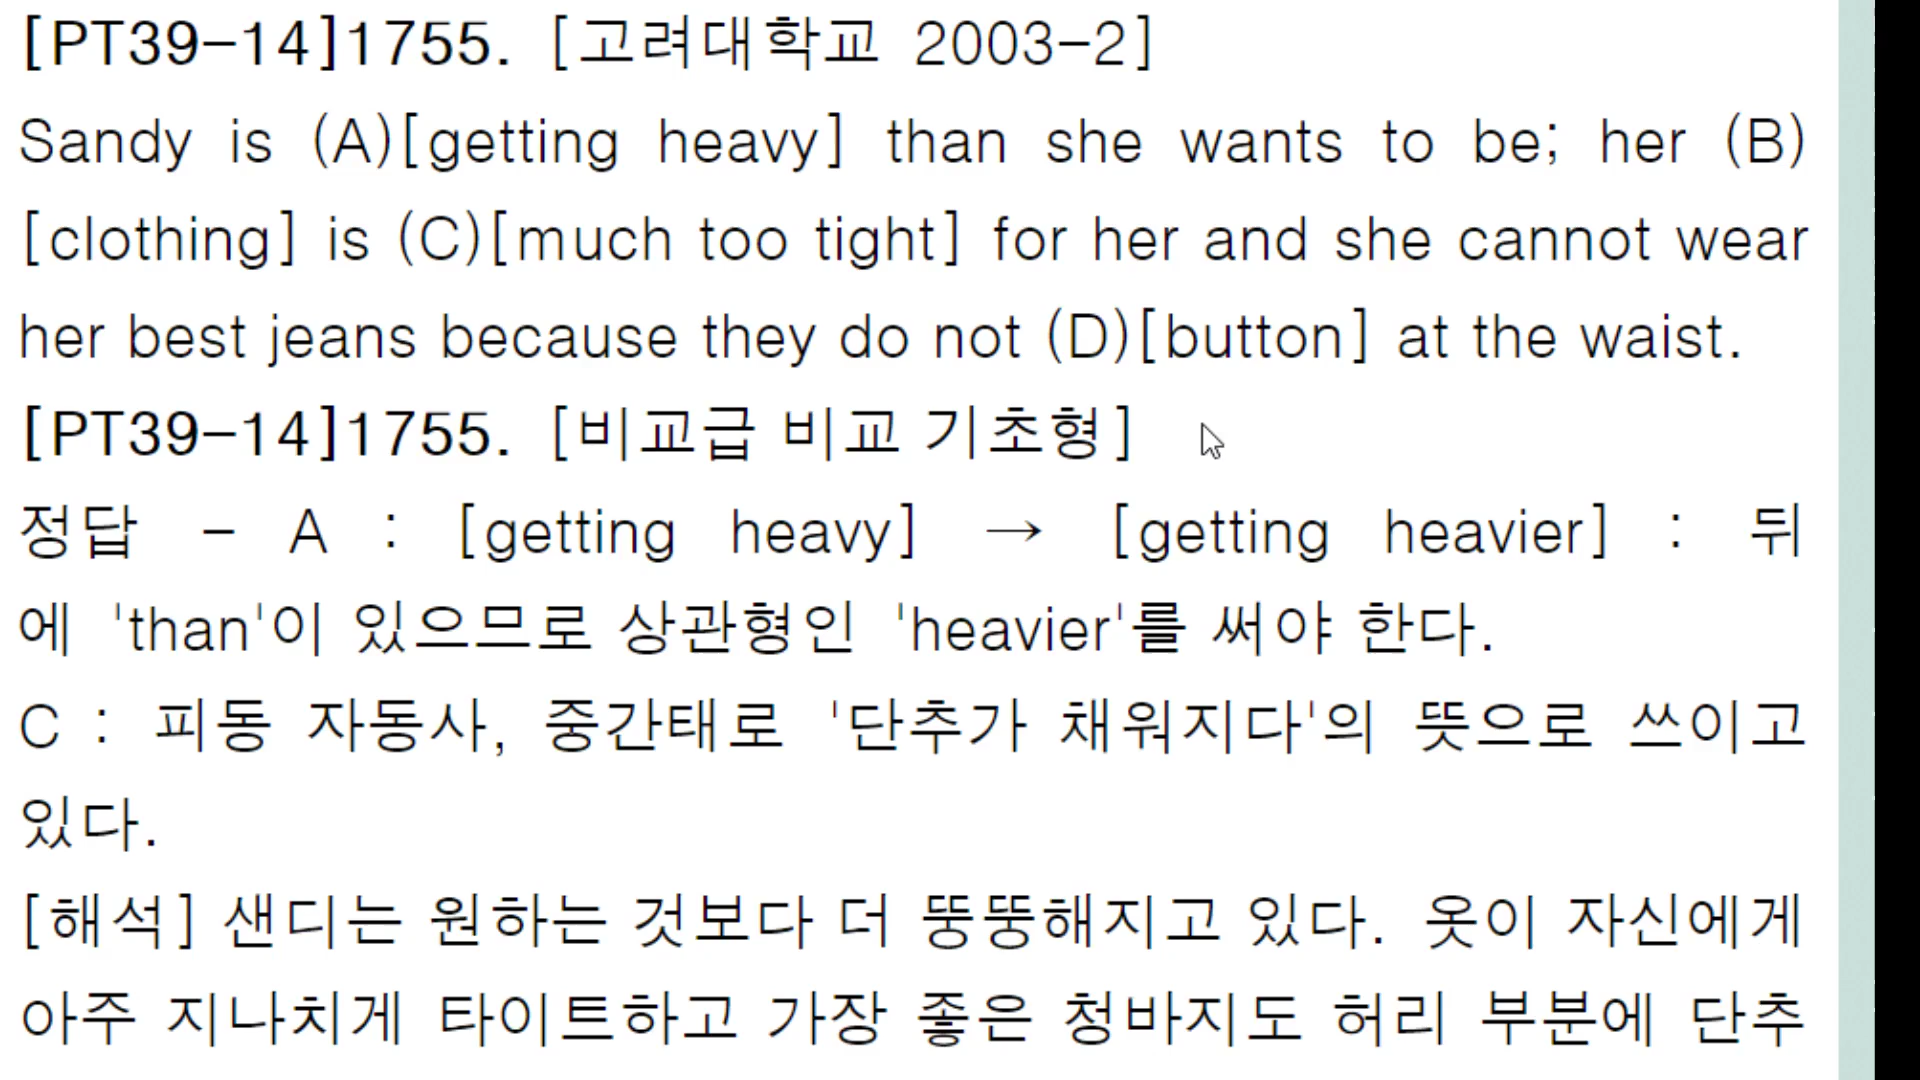 [PT39-14]1755. [고려대학교 2003-2]
Sandy is (A)[getting heavy] than she wants to be; her (B)
[clothing] is (C)[much too tight] for her and she cannot wear
her best jeans because they do not (D)[button] at the waist.
[PT39-14]1755. [비교급 비교 기초형]
정답 - A : [getting heavy] → [getting heavier] : 뒤
에 'than'이 있으므로 상관형인 'heavier'를 써야 한다.
C : 피동 자동사, 중간태로 '단추가 채워지다'의 뜻으로 쓰이고
있다.
[해석] 샌디는 원하는 것보다 더 뚱뚱해지고 있다. 옷이 자신에게
아주 지나치게 타이트하고 가장 좋은 청바지도 허리 부분에 단추